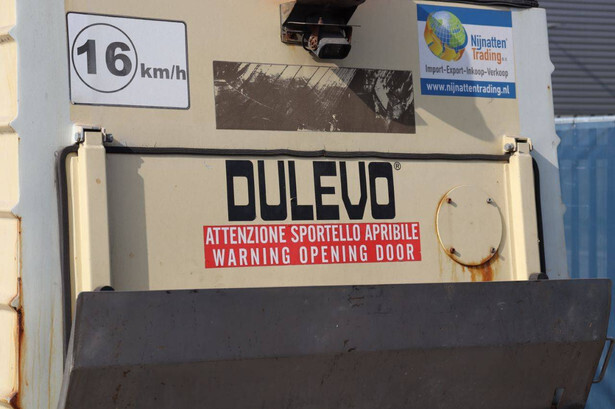 16 km/h
Nijnatten
Trading B.V.
Import-Export-Inkoop-Verkoop
www.nijnattentrading.nl
DULEVO®
ATTENZIONE SPORTELLO APRIBILE
WARNING OPENING DOOR